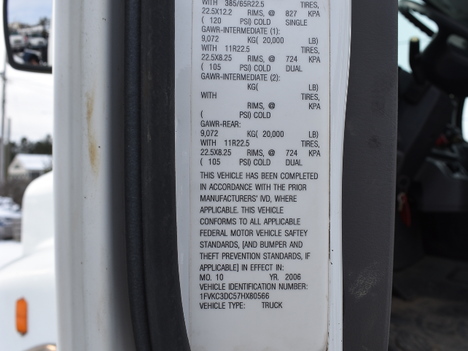 WITH 385/65R22.5 TIRES,
22.5X12.2 RIMS, @ 827 KPA
( 120 PSI) COLD SINGLE
GAWR-INTERMEDIATE (1):
9,072 KG( 20,000 LB)
WITH 11R22.5 TIRES,
22.5X8.25 RIMS, @ 724 KPA
( 105 PSI) COLD DUAL
GAWR-INTERMEDIATE (2):
KG( LB)
WITH TIRES,
RIMS, @ KPA
( PSI) COLD
GAWR-REAR:
9,072 KG( 20,000 LB)
WITH 11R22.5 TIRES,
22.5X8.25 RIMS, @ 724 KPA
( 105 PSI) COLD DUAL
THIS VEHICLE HAS BEEN COMPLETED
IN ACCORDANCE WITH THE PRIOR
MANUFACTURERS' IVD, WHERE
APPLICABLE. THIS VEHICLE
CONFORMS TO ALL APPLICABLE
FEDERAL MOTOR VEHICLE SAFTEY
STANDARDS, [AND BUMPER AND
THEFT PREVENTION STANDARDS, IF
APPLICABLE] IN EFFECT IN:
MO. 10 YR. 2006
VEHICLE IDENTIFICATION NUMBER:
1FVKC3DC57HX80566
VEHICLE TYPE: TRUCK